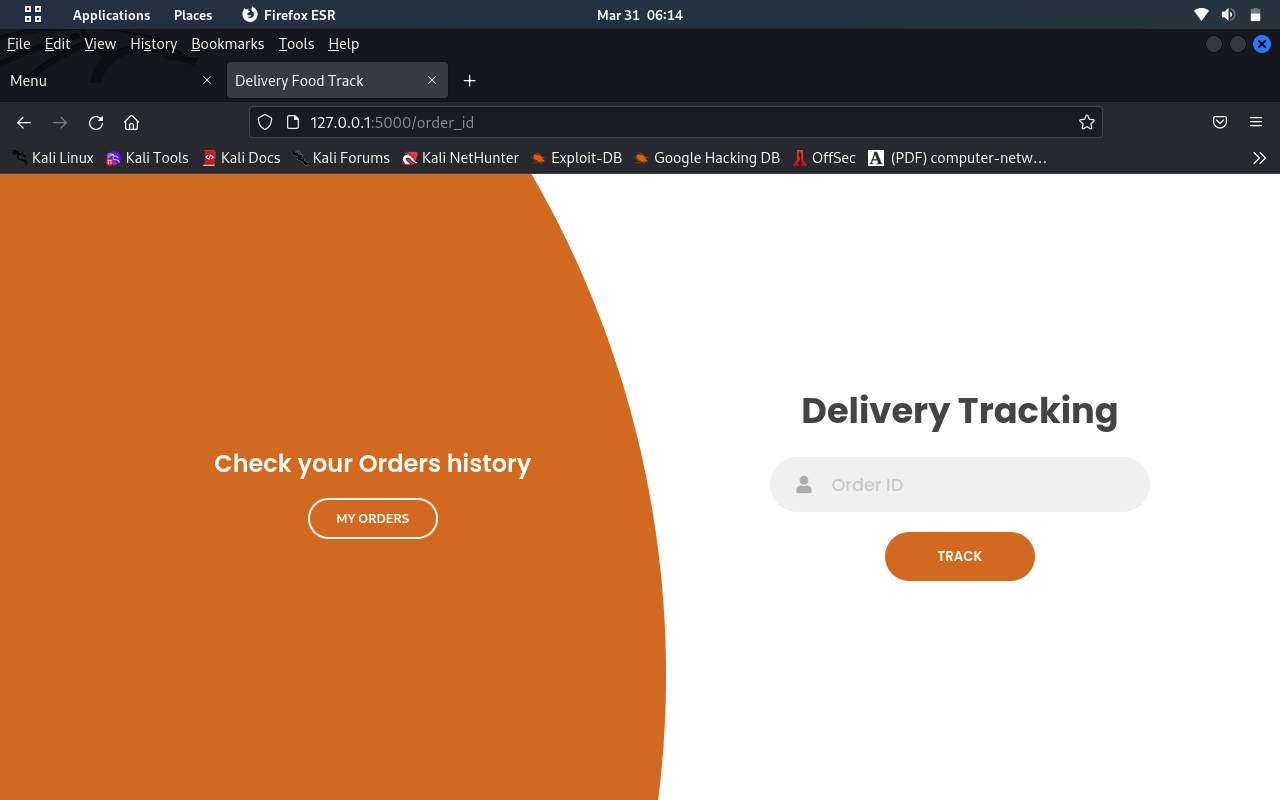 Applications Places Firefox ESR Mar 31 06:14
File Edit View History Bookmarks Tools Help
Menu Delivery Food Track
127.0.0.1:5000/order_id
Kali Linux Kali Tools Kali Docs Kali Forums Kali NetHunter Exploit-DB Google Hacking DB OffSec A (PDF) computer-netw…
Check your Orders history
MY ORDERS
Delivery Tracking
Order ID
TRACK